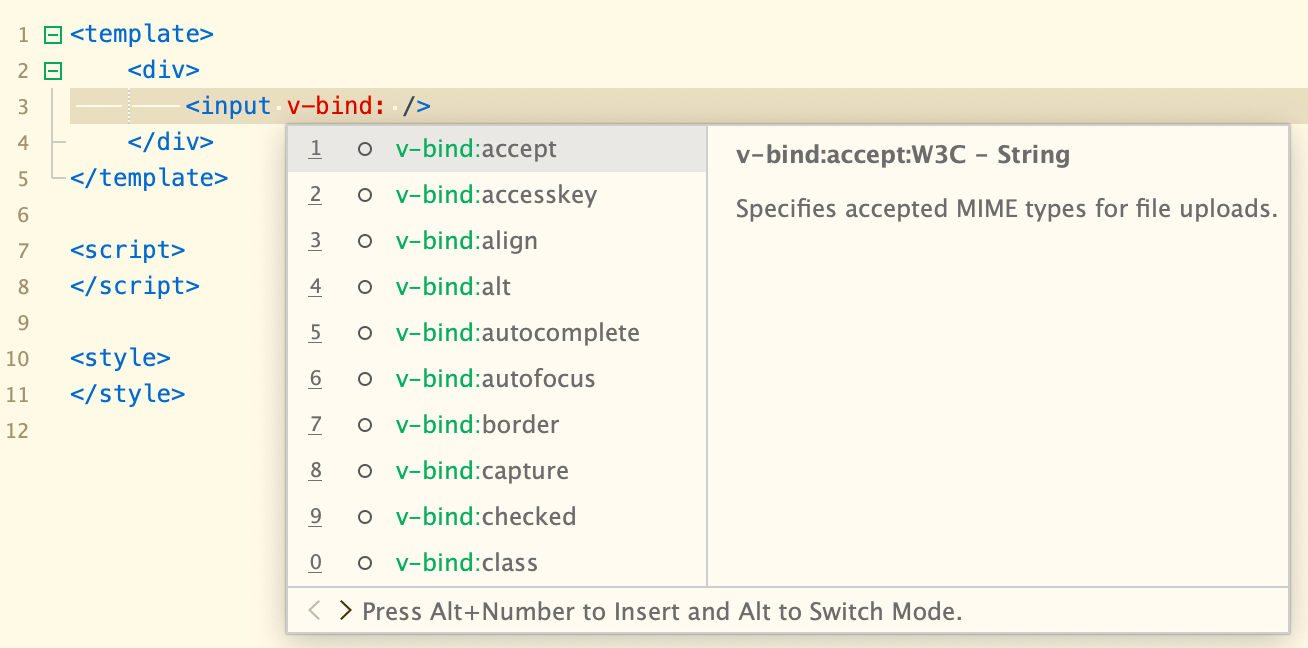 1 <template>
2 <div>
3 <input v-bind: />
4 </div>
5 </template>
6
7 <script>
8 </script>
9
10 <style>
11 </style>
12
1 v-bind:accept
2 v-bind:accesskey
3 v-bind:align
4 v-bind:alt
5 v-bind:autocomplete
6 v-bind:autofocus
7 v-bind:border
8 v-bind:capture
9 v-bind:checked
0 v-bind:class
v-bind:accept:W3C - String
Specifies accepted MIME types for file uploads.
Press Alt+Number to Insert and Alt to Switch Mode.